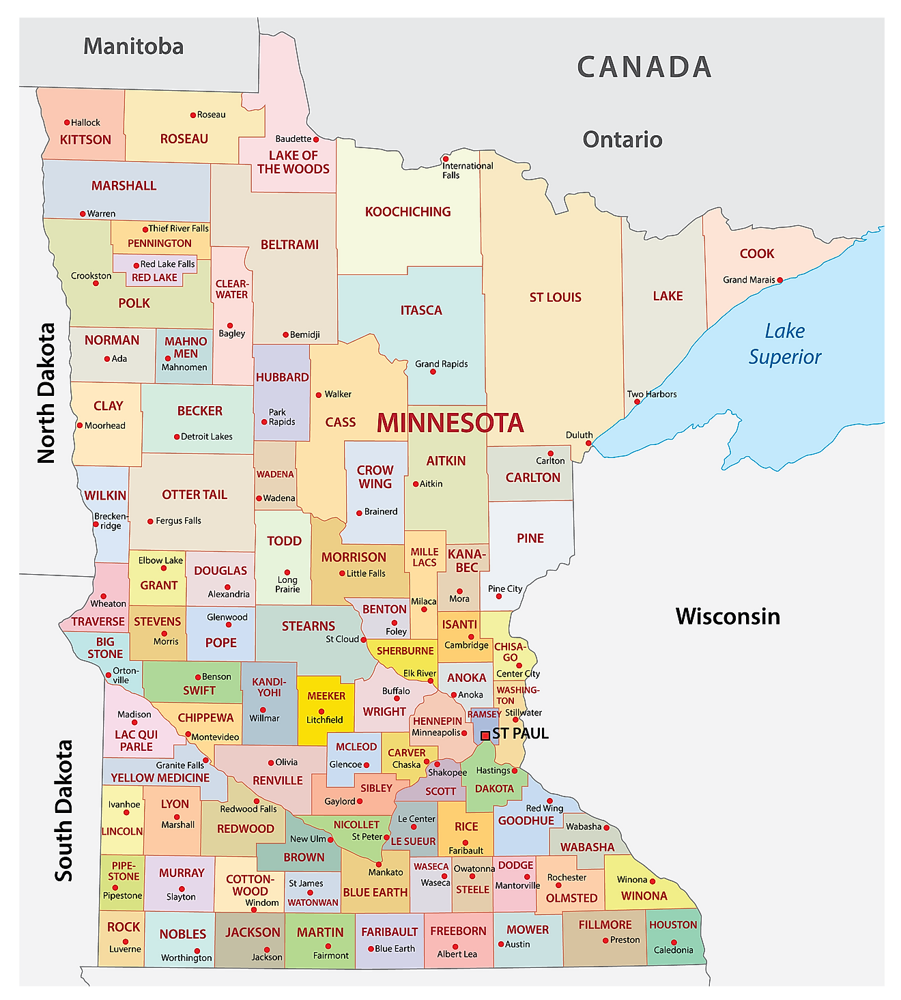 Manitoba
CANADA
Ontario
Hallock
KITTSON
Roseau
ROSEAU
Baudette
LAKE OF
THE WOODS
International
Falls
KOOCHICHING
MARSHALL
Warren
Thief River Falls
PENNINGTON
Red Lake Falls
RED LAKE
Crookston
POLK
BELTRAMI
Bemidji
CLEAR-
WATER
Bagley
ITASCA
Grand Rapids
ST LOUIS
Duluth
LAKE
Two Harbors
COOK
Grand Marais
Lake
Superior
North Dakota
NORMAN
Ada
MAHNO
MEN
Mahnomen
HUBBARD
Park
Rapids
Walker
CASS
MINNESOTA
CLAY
Moorhead
BECKER
Detroit Lakes
WADENA
Wadena
CROW
WING
Brainerd
AITKIN
Aitkin
Carlton
CARLTON
WILKIN
Brecken-
ridge
OTTER TAIL
Fergus Falls
TODD
Long
Prairie
MORRISON
Little Falls
MILLE
LACS
Milaca
KANA-
BEC
Mora
PINE
Pine City
Elbow Lake
GRANT
DOUGLAS
Alexandria
Wheaton
TRAVERSE
STEVENS
Morris
Glenwood
POPE
STEARNS
St Cloud
BENTON
Foley
ISANTI
Cambridge
CHISA-
GO
Center City
Wisconsin
BIG
STONE
Orton-
ville
Benson
SWIFT
KANDI-
YOHI
Willmar
MEEKER
Litchfield
SHERBURNE
Elk River
Buffalo
WRIGHT
ANOKA
Anoka
WASHING-
TON
Stillwater
HENNEPIN
Minneapolis
RAMSEY
ST PAUL
South Dakota
Madison
LAC QUI
PARLE
CHIPPEWA
Montevideo
Granite Falls
YELLOW MEDICINE
Olivia
RENVILLE
MCLEOD
Glencoe
CARVER
Chaska
Shakopee
SCOTT
Hastings
DAKOTA
SIBLEY
Gaylord
Ivanhoe
LINCOLN
LYON
Marshall
Redwood Falls
REDWOOD
New Ulm
BROWN
NICOLLET
St Peter
Le Center
LE SUEUR
RICE
Faribault
Red Wing
GOODHUE
Wabasha
WABASHA
PIPE-
STONE
Pipestone
MURRAY
Slayton
COTTON-
WOOD
Windom
St James
WATONWAN
Mankato
BLUE EARTH
WASECA
Waseca
Owatonna
STEELE
DODGE
Mantorville
Rochester
OLMSTED
Winona
WINONA
ROCK
Luverne
NOBLES
Worthington
JACKSON
Jackson
MARTIN
Fairmont
FARIBAULT
Blue Earth
FREEBORN
Albert Lea
MOWER
Austin
FILLMORE
Preston
HOUSTON
Caledonia